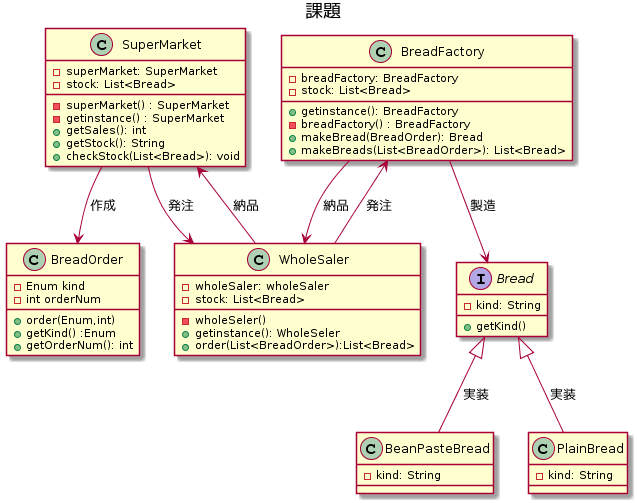 課題
C SuperMarket
superMarket: SuperMarket
stock: List<Bread>
superMarket() : SuperMarket
getinstance() : SuperMarket
getSales(): int
getStock(): String
checkStock(List<Bread>): void
C BreadFactory
breadFactory: BreadFactory
stock: List<Bread>
getinstance(): BreadFactory
breadFactory() : BreadFactory
makeBread(BreadOrder): Bread
makeBreads(List<BreadOrder>): List<Bread>
作成
発注
納品
納品
発注
製造
C BreadOrder
Enum kind
int orderNum
order(Enum,int)
getKind() :Enum
getOrderNum(): int
C WholeSaler
wholeSaler: wholeSaler
stock: List<Bread>
wholeSeler()
getinstance(): WholeSeler
order(List<BreadOrder>):List<Bread>
I Bread
kind: String
getKind()
実装
実装
C BeanPasteBread
kind: String
C PlainBread
kind: String